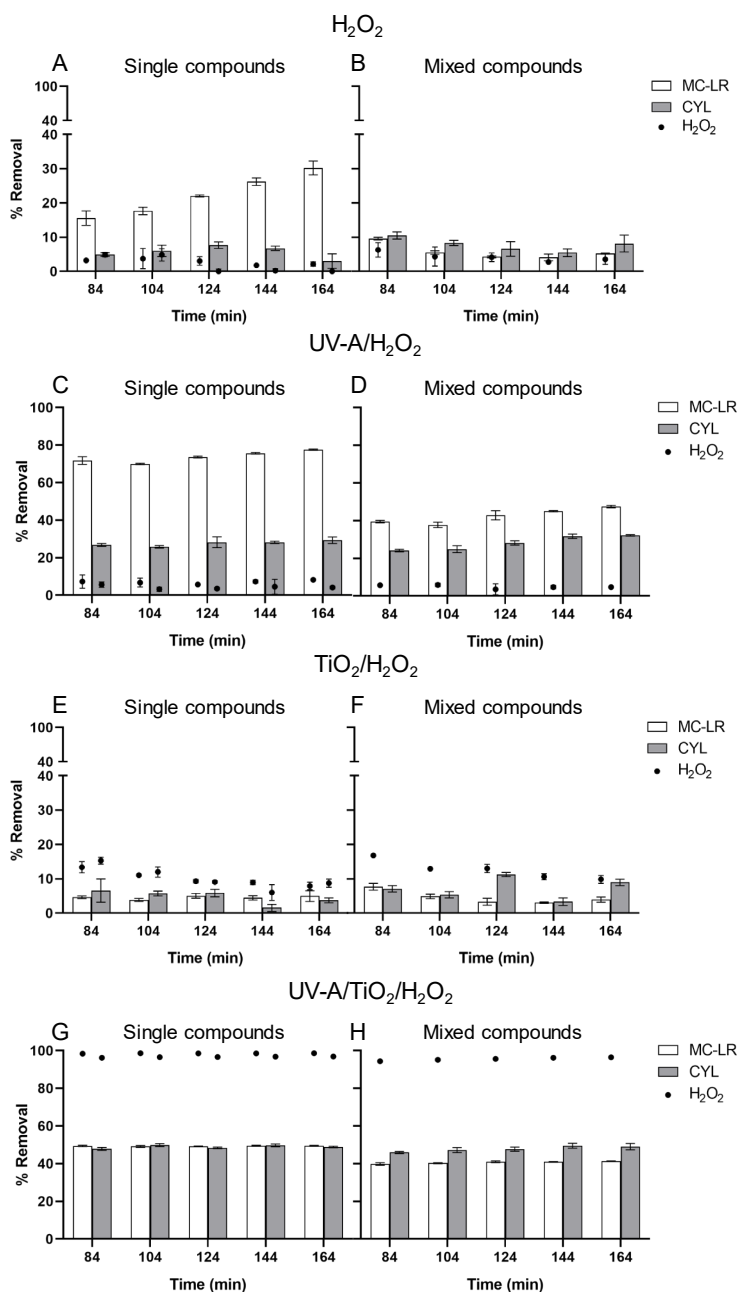 H₂O₂
A Single compounds
B Mixed compounds
% Removal
100
40
40
30
20
10
0
84 104 124 144 164
Time (min)
84 104 124 144 164
Time (min)
MC-LR
CYL
H₂O₂
UV-A/H₂O₂
C Single compounds
D Mixed compounds
% Removal
100
80
60
40
20
0
84 104 124 144 164
Time (min)
84 104 124 144 164
Time (min)
MC-LR
CYL
H₂O₂
TiO₂/H₂O₂
E Single compounds
F Mixed compounds
% Removal
100
40
40
30
20
10
0
84 104 124 144 164
Time (min)
84 104 124 144 164
Time (min)
MC-LR
CYL
H₂O₂
UV-A/TiO₂/H₂O₂
G Single compounds
H Mixed compounds
% Removal
100
80
60
40
20
0
84 104 124 144 164
Time (min)
84 104 124 144 164
Time (min)
MC-LR
CYL
H₂O₂